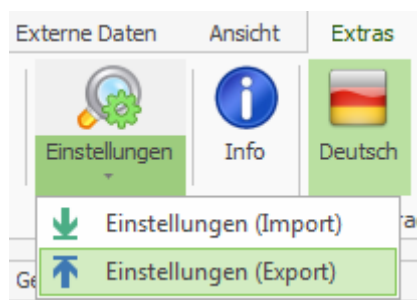 Externe Daten Ansicht Extras
Einstellungen Info Deutsch
Einstellungen (Import)
Einstellungen (Export)